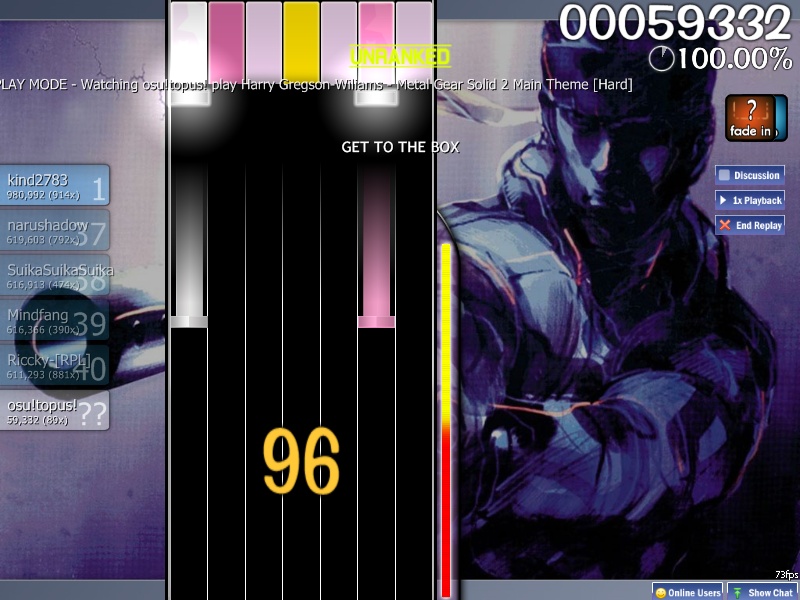 00059332
100.00%
UNRANKED
PLAY MODE - Watching osu!topus! play Harry Gregson-Wiliams - Metal Gear Solid 2 Main Theme [Hard]
?
fade in
GET TO THE BOX
Discussion
1x Playback
End Replay
kind2783
980,992 (914x)
1
narushadow
619,603 (792x)
37
SuikaSuikaSuika
616,913 (474x)
38
Mindfang
616,366 (390x)
39
Riccky-[RPL]
611,293 (881x)
40
osu!topus!
59,332 (89x)
??
96
73fps
Online Users
Show Chat